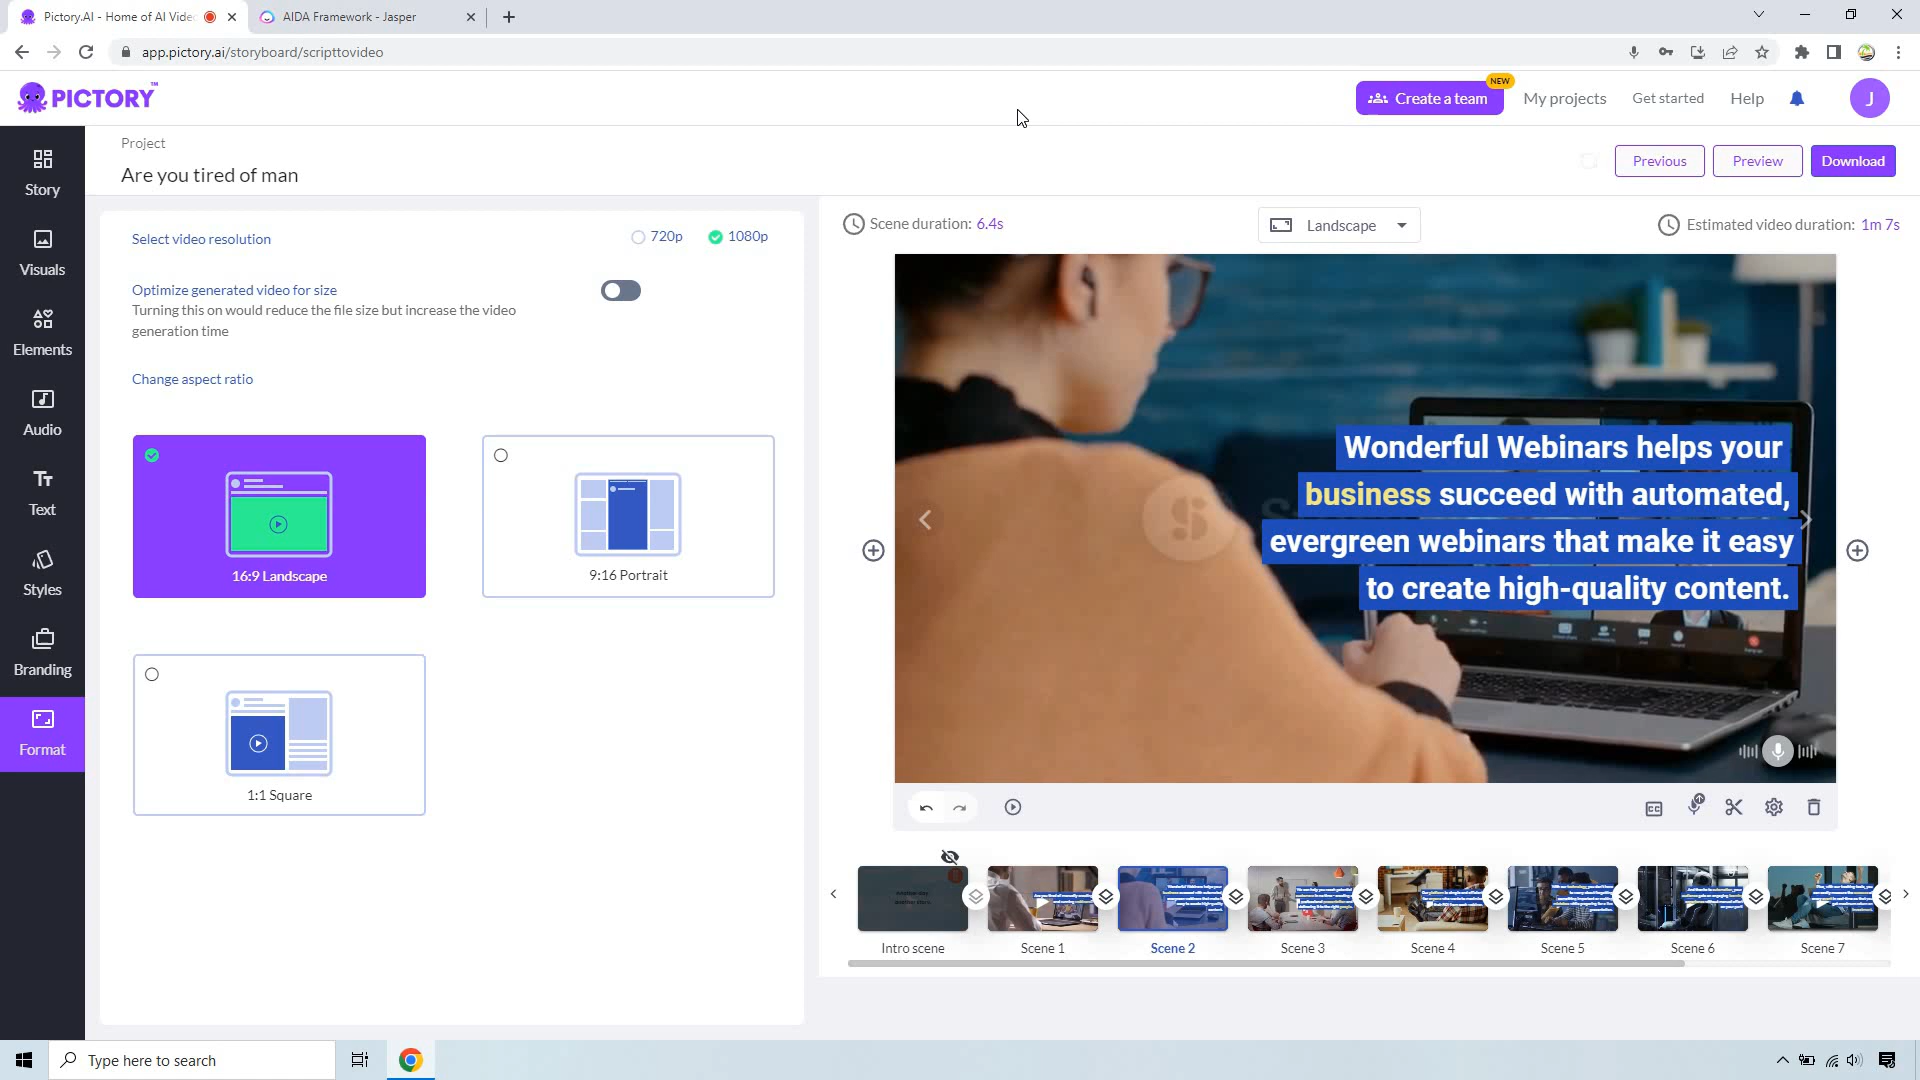 Pictory.AI - Home of AI Vide
AIDA Framework - Jasper
app.pictory.ai/storyboard/scripttovideo
PICTORY
TM
NEW
Create a team
My projects
Get started
Help
J
Project
Are you tired of man
Previous
Preview
Download
Story
Visuals
Elements
Audio
Text
Styles
Branding
Format
Select video resolution
720p
1080p
Optimize generated video for size
Turning this on would reduce the file size but increase the video
generation time
Change aspect ratio
16:9 Landscape
9:16 Portrait
1:1 Square
Scene duration: 6.4s
Landscape
Estimated video duration: 1m 7s
Wonderful Webinars helps your
business succeed with automated,
evergreen webinars that make it easy
to create high-quality content.
CC
Intro scene
Scene 1
Scene 2
Scene 3
Scene 4
Scene 5
Scene 6
Scene 7
Type here to search